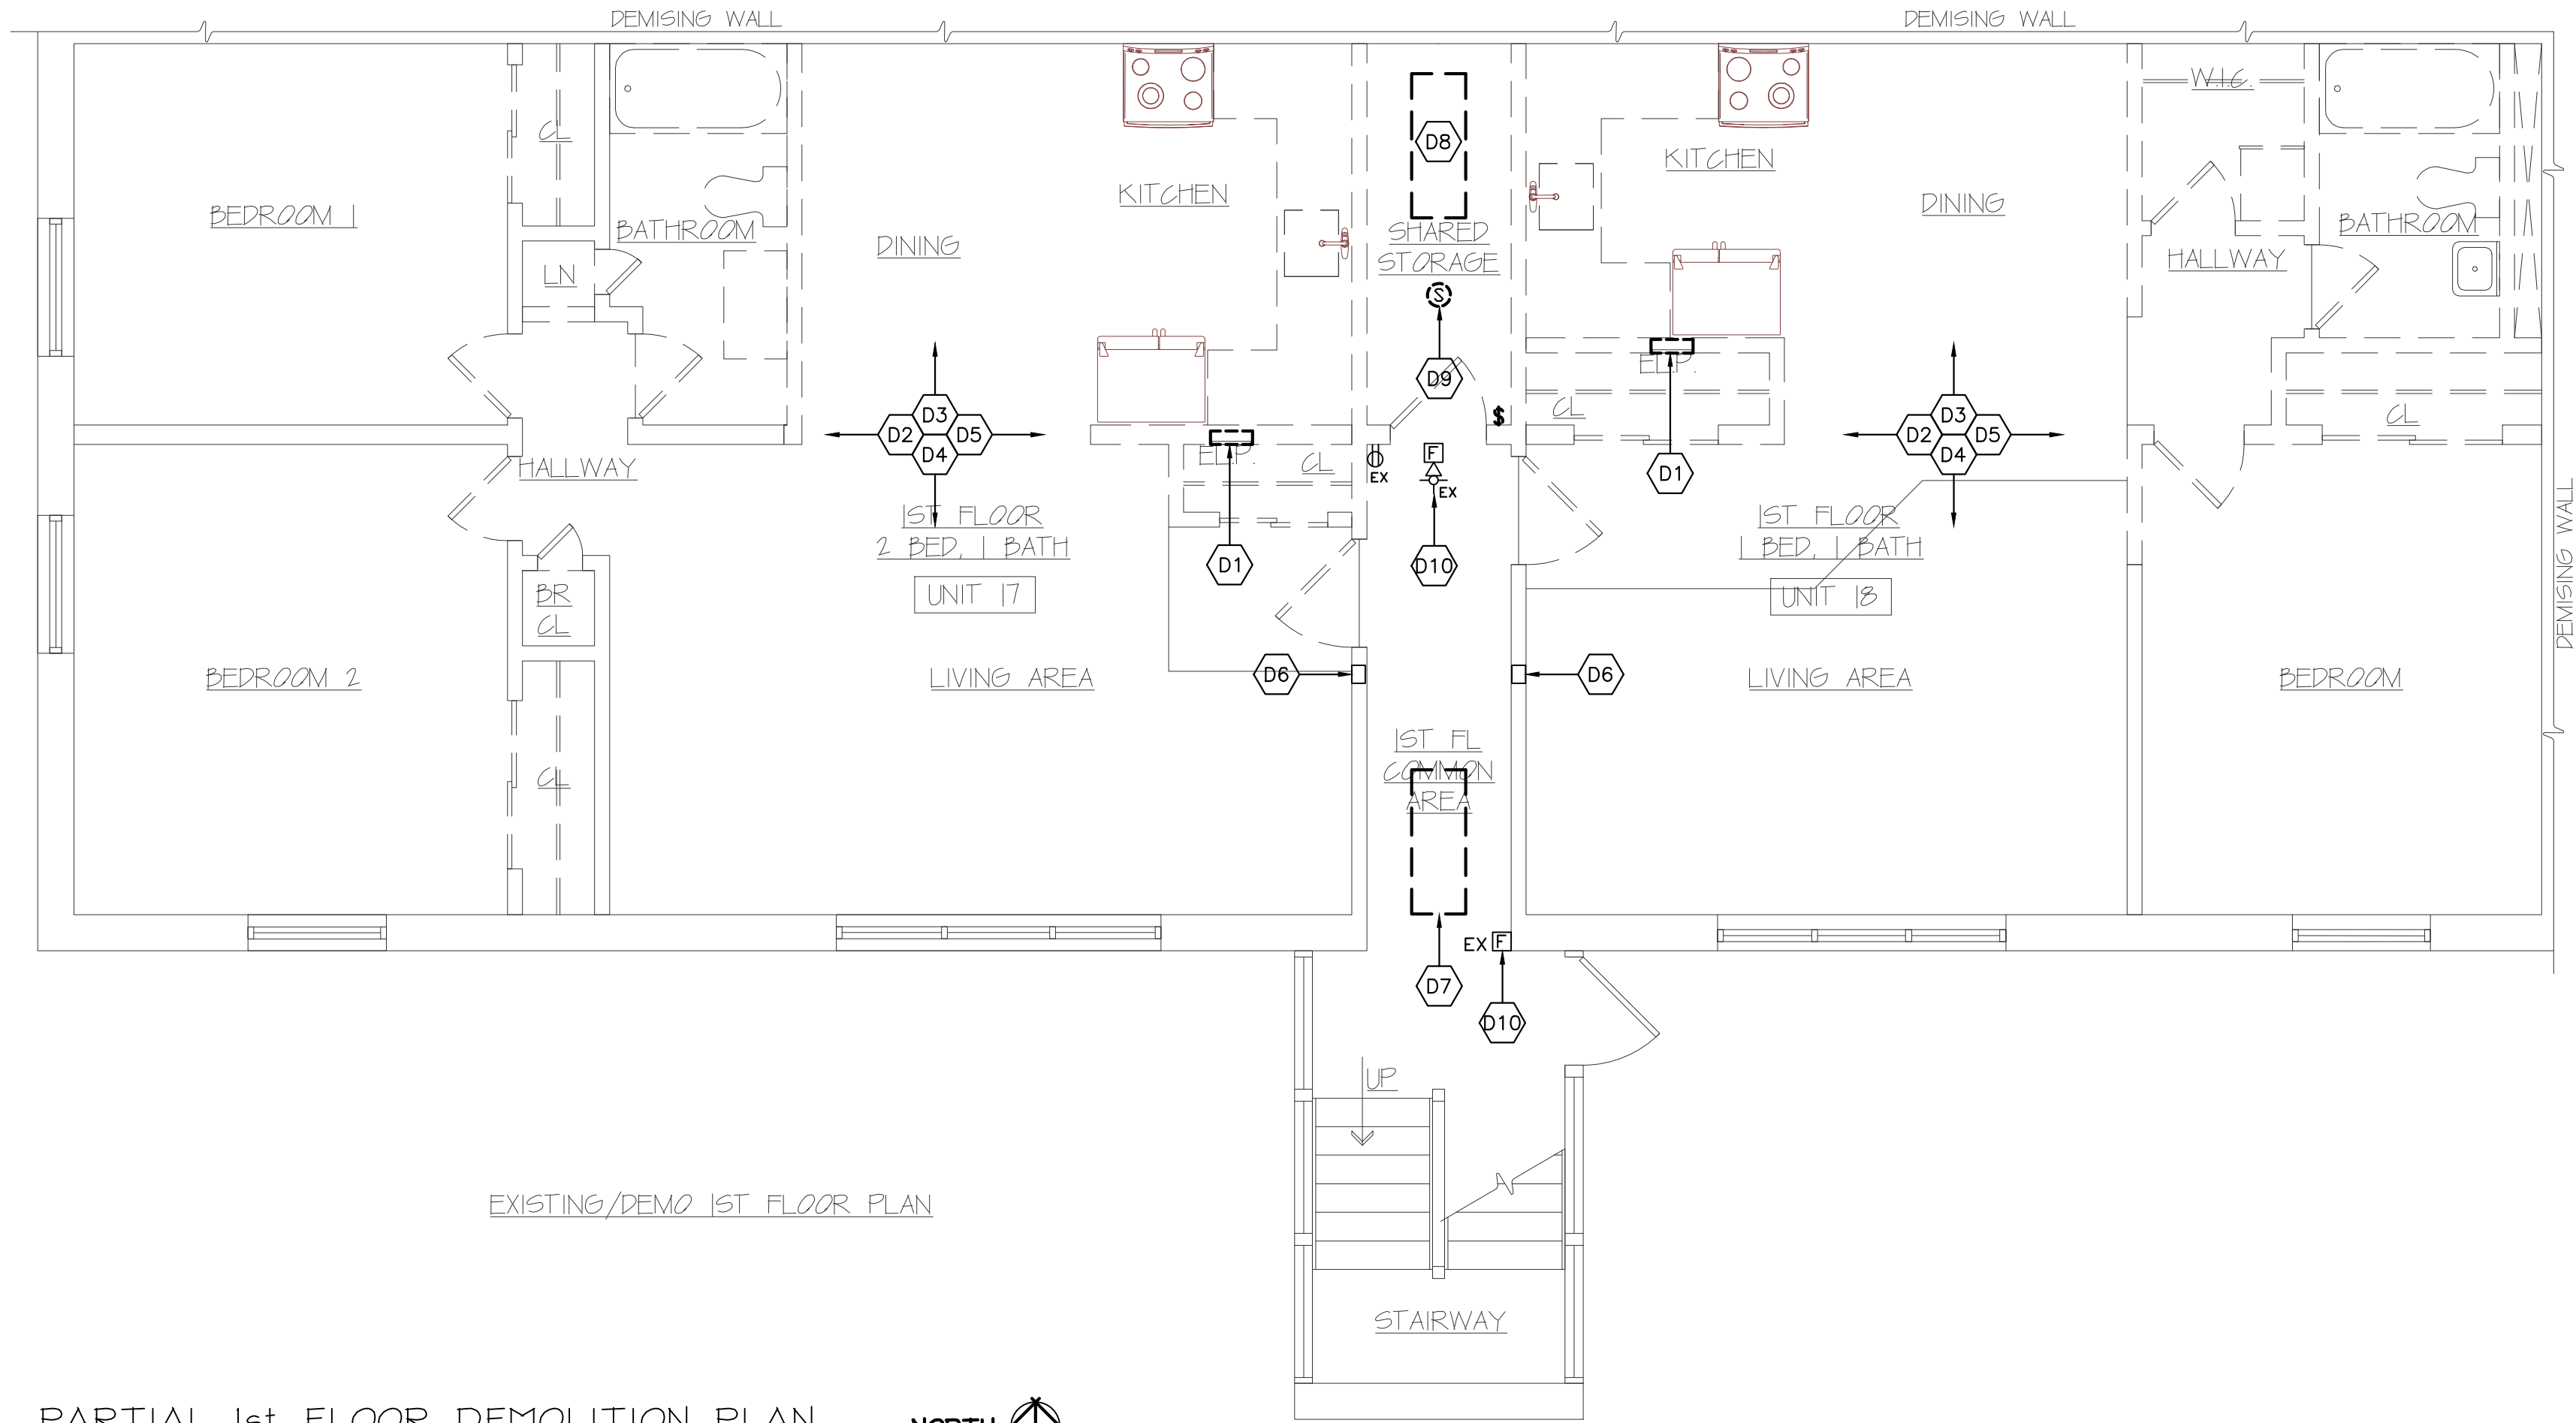 DEMISING WALL
DEMISING WALL
W.I.C.
CL
D8
KITCHEN
KITCHEN
BEDROOM 1
BATHROOM
DINING
SHARED
STORAGE
DINING
BATHROOM
HALLWAY
LN
S
EL.P.
D9
D3
D2
D5
D4
$
CL
D1
D3
D2
D5
D4
CL
HALLWAY
EL.P.
CL
EX
F
EX
1ST FLOOR
2 BED, 1 BATH
UNIT 17
D1
D10
1ST FLOOR
1 BED, 1 BATH
UNIT 18
DEMISING WALL
BR
CL
BEDROOM 2
LIVING AREA
D6
D6
LIVING AREA
BEDROOM
CL
1ST FL
COMMON
AREA
EX
F
D7
D10
UP
EXISTING/DEMO 1ST FLOOR PLAN
STAIRWAY
PARTIAL 1st FLOOR DEMOLITION PLAN
NORTH